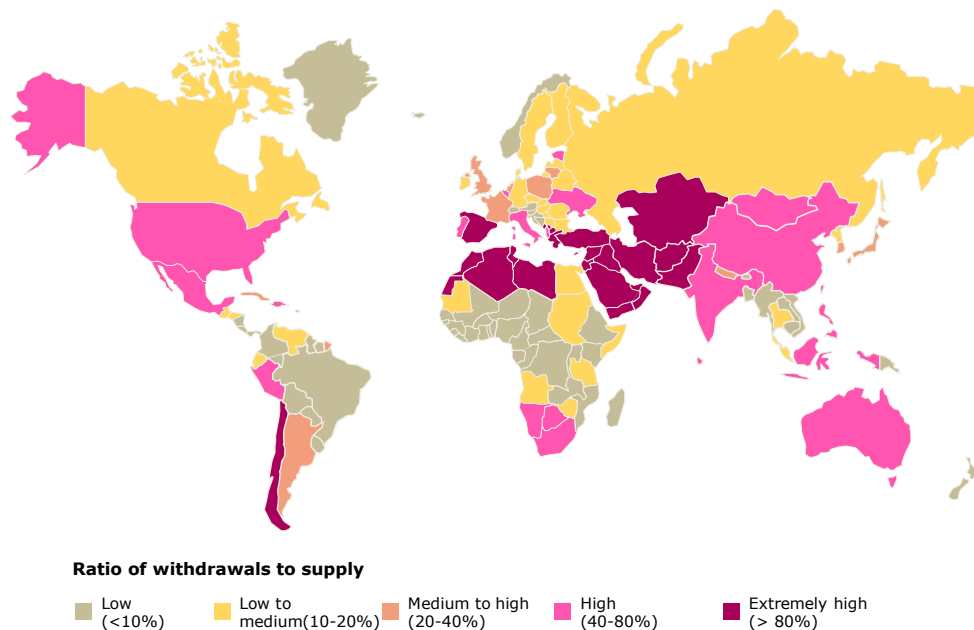 Ratio of withdrawals to supply
Low
(<10%)
Low to
medium(10-20%)
Medium to high
(20-40%)
High
(40-80%)
Extremely high
(> 80%)